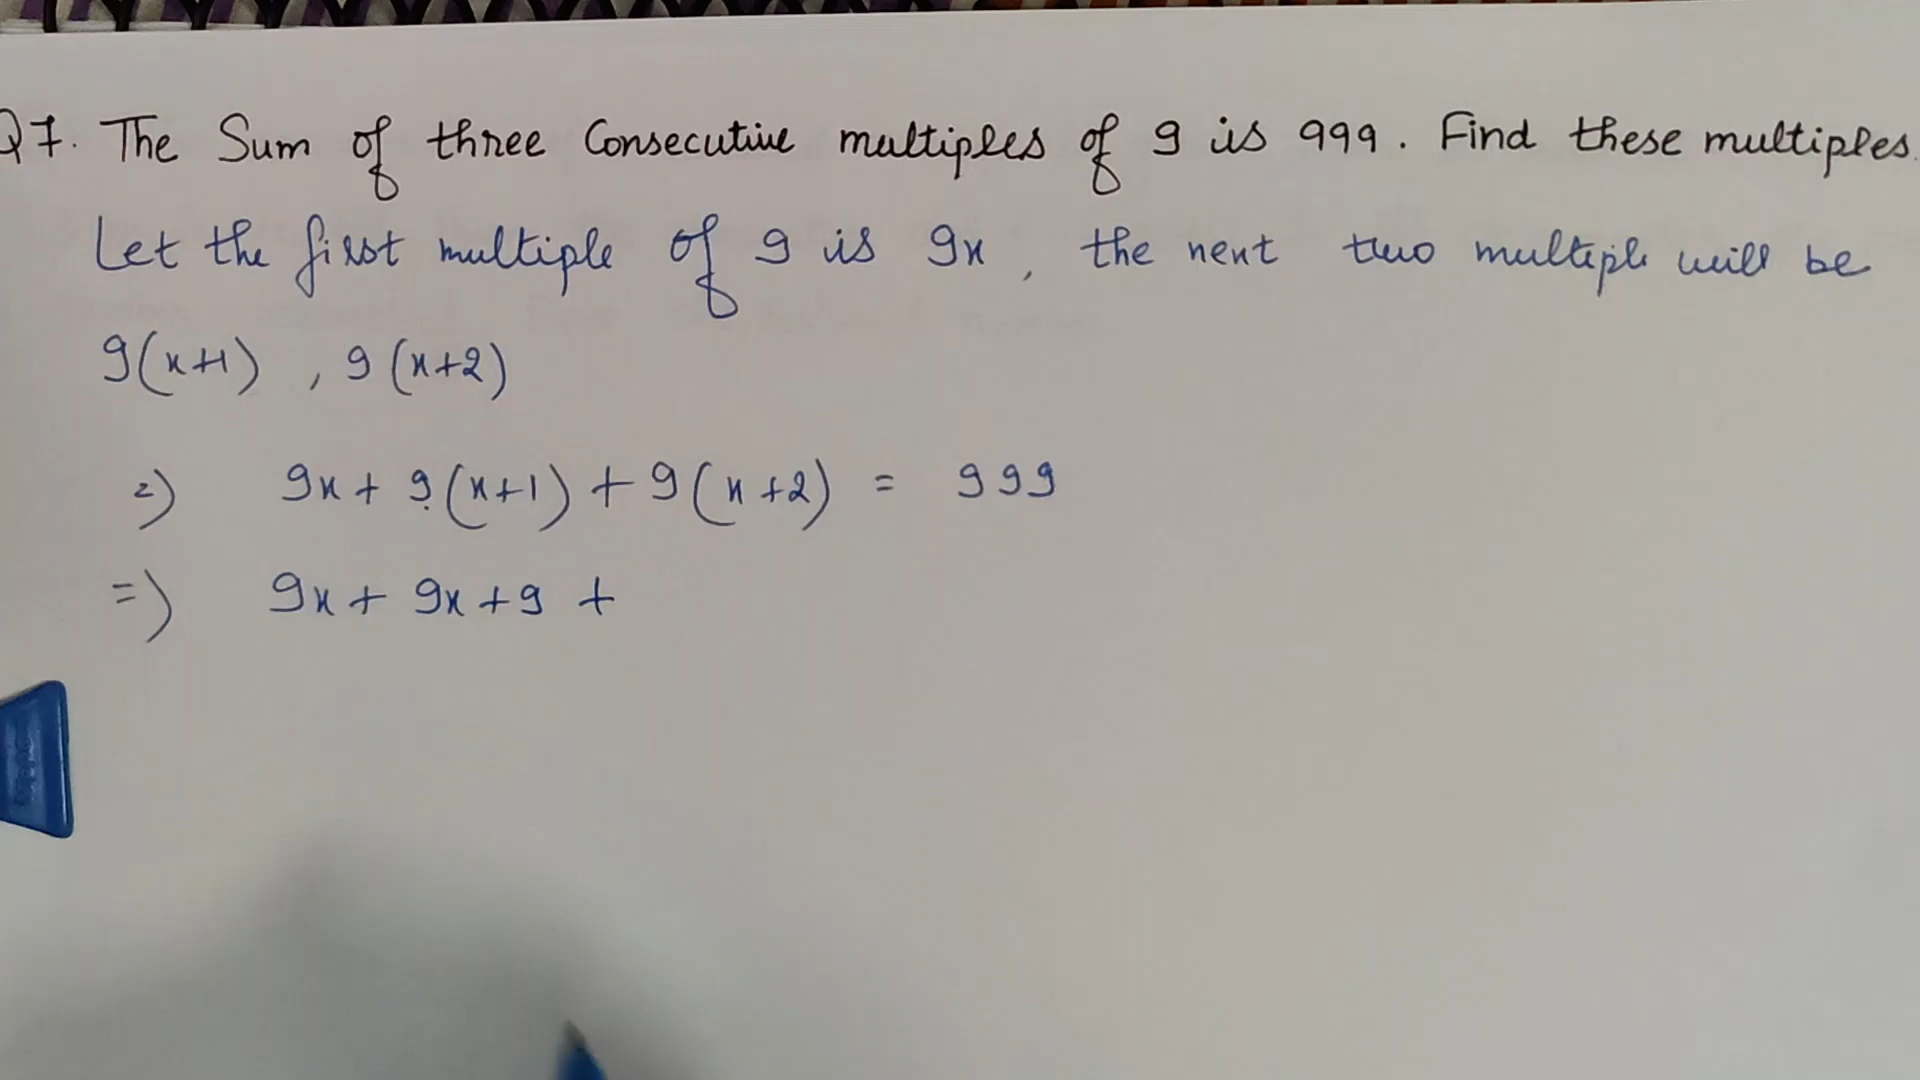 Q7. The Sum of three Consecutive multiples of 9 is 999. Find these multiples.
Let the first multiple of 9 is 9x, the next two multiple will be
9(x+1), 9(x+2)
=) 9x + 9(x+1) + 9(x+2) = 999
=) 9x + 9x + 9 +